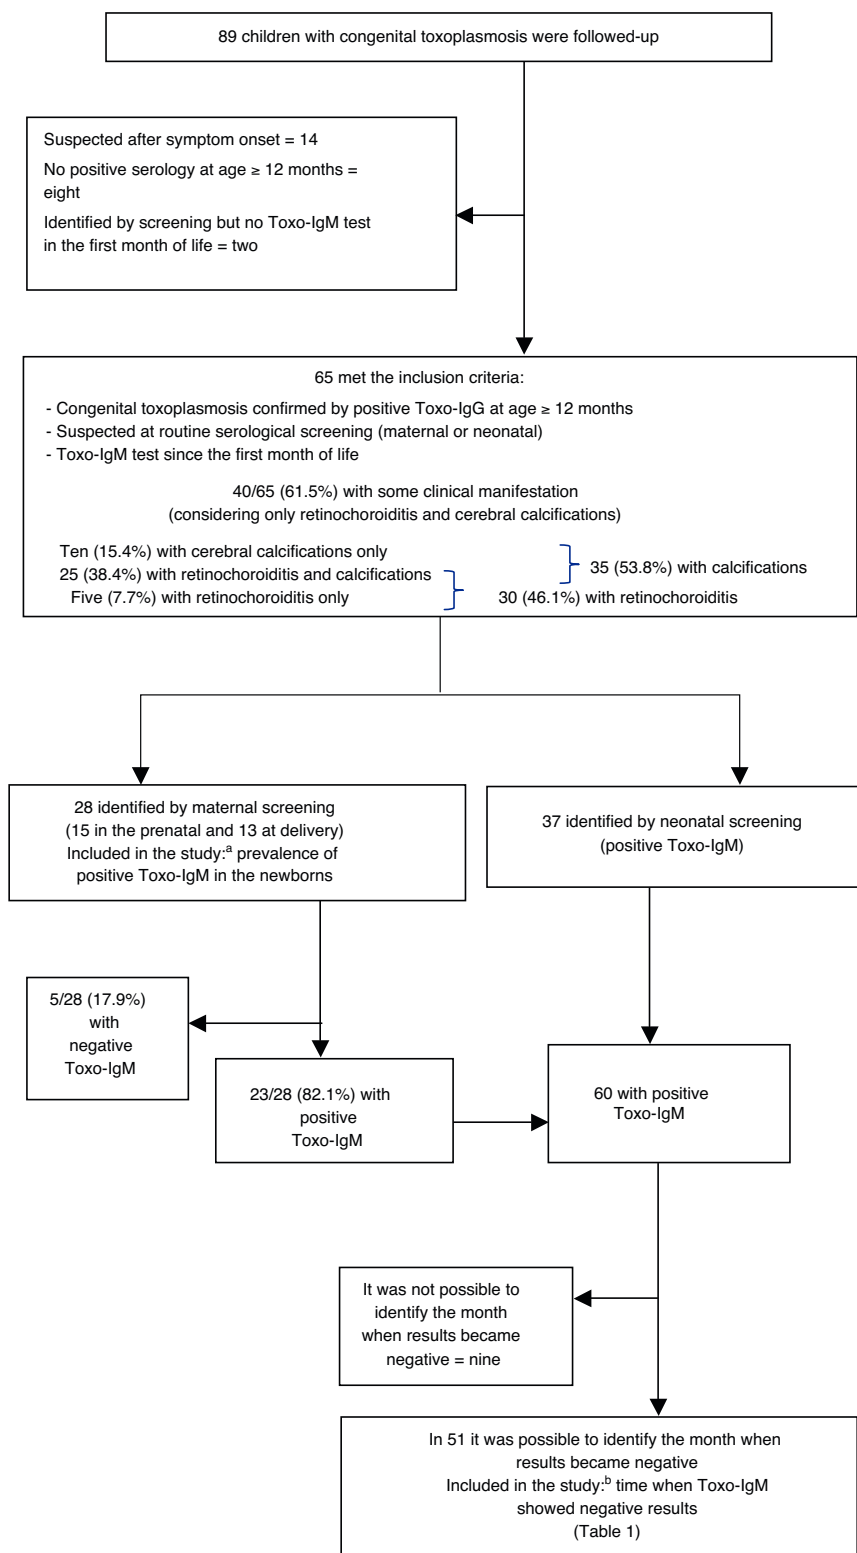 89 children with congenital toxoplasmosis were followed-up
Suspected after symptom onset = 14
No positive serology at age ≥ 12 months =
eight
Identified by screening but no Toxo-IgM test
in the first month of life = two
65 met the inclusion criteria:
- Congenital toxoplasmosis confirmed by positive Toxo-IgG at age ≥ 12 months
- Suspected at routine serological screening (maternal or neonatal)
- Toxo-IgM test since the first month of life
40/65 (61.5%) with some clinical manifestation
(considering only retinochoroiditis and cerebral calcifications)
Ten (15.4%) with cerebral calcifications only
25 (38.4%) with retinochoroiditis and calcifications
35 (53.8%) with calcifications
Five (7.7%) with retinochoroiditis only
30 (46.1%) with retinochoroiditis
28 identified by maternal screening
(15 in the prenatal and 13 at delivery)
Included in the study:a prevalence of
positive Toxo-IgM in the newborns
37 identified by neonatal screening
(positive Toxo-IgM)
5/28 (17.9%)
with
negative
Toxo-IgM
23/28 (82.1%) with
positive
Toxo-IgM
60 with positive
Toxo-IgM
It was not possible to
identify the month
when results became
negative = nine
In 51 it was possible to identify the month when
results became negative
Included in the study:b time when Toxo-IgM
showed negative results
(Table 1)